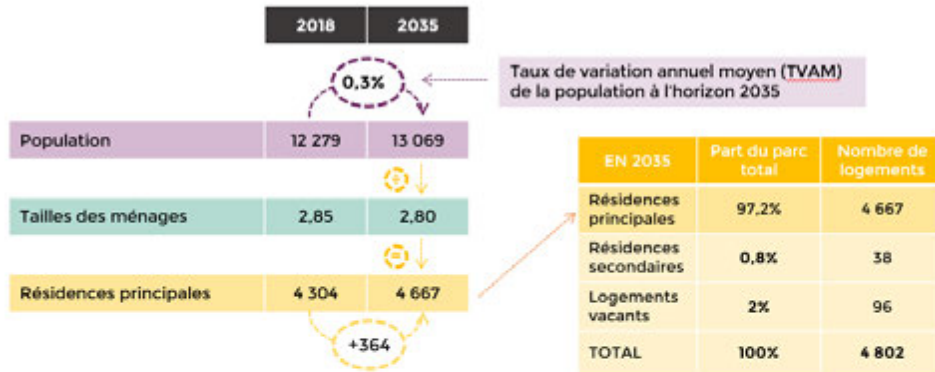 2018 2035
0,3%
Taux de variation annuel moyen (TVAM)
de la population à l'horizon 2035
Population 12 279 13 069
÷
Tailles des ménages 2,85 2,80
=
Résidences principales 4 304 4 667
+364
EN 2035 Part du parc total Nombre de logements
Résidences principales 97,2% 4 667
Résidences secondaires 0,8% 38
Logements vacants 2% 96
TOTAL 100% 4 802